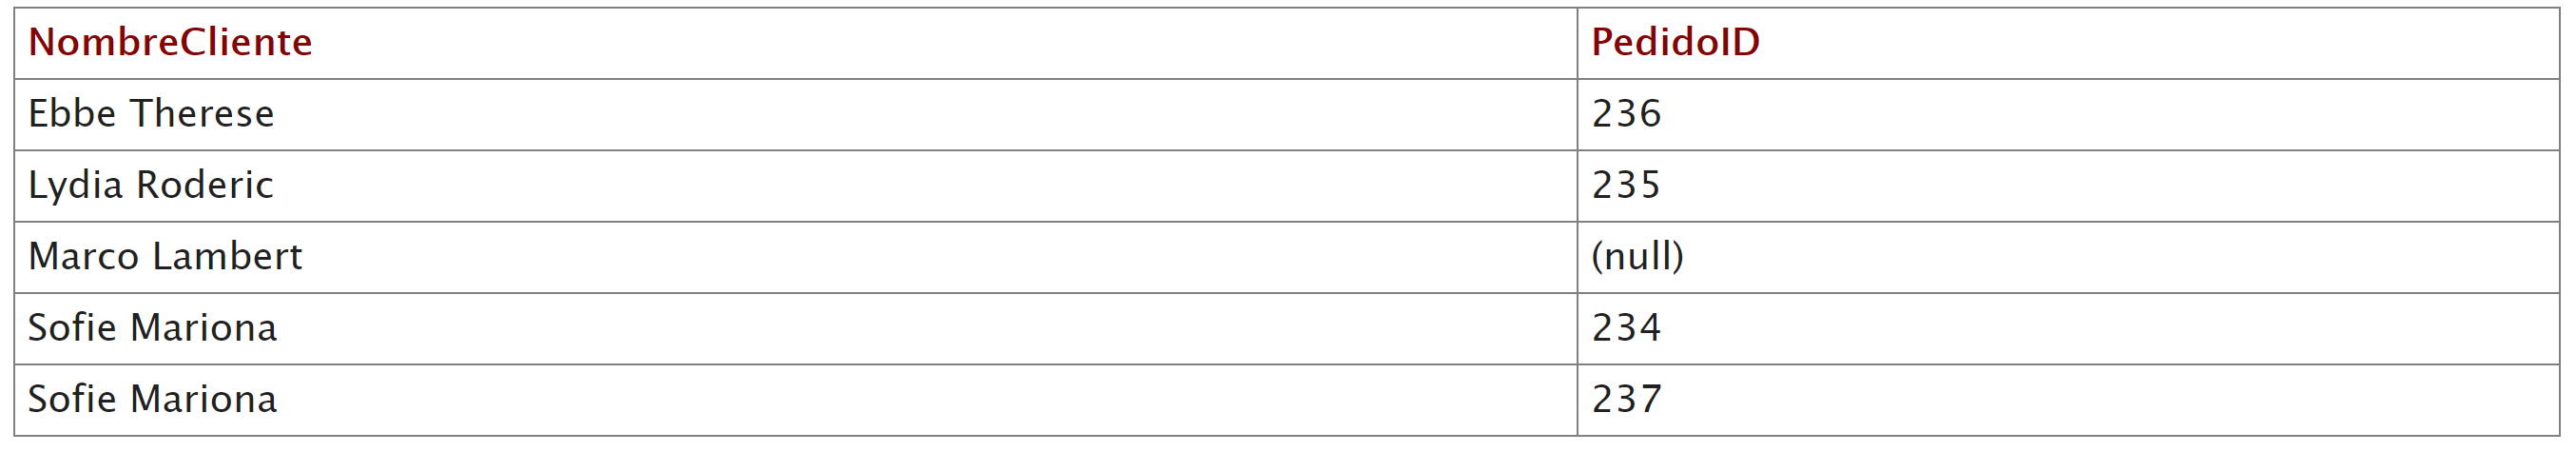 NombreCliente PedidoID
Ebbe Therese 236
Lydia Roderic 235
Marco Lambert (null)
Sofie Mariona 234
Sofie Mariona 237